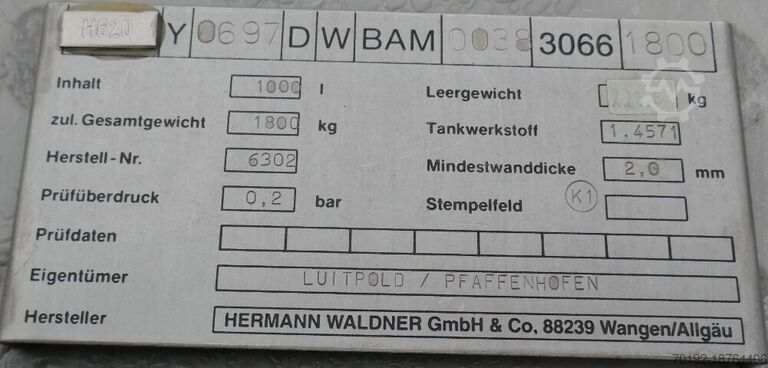 H620 Y 0697 D W BAM 0038 3066 1800
Inhalt 1000 l
Leergewicht kg
zul. Gesamtgewicht 1800 kg
Tankwerkstoff 1.4571
Herstell-Nr. 6302
Mindestwanddicke 2,0 mm
Prüfüberdruck 0,2 bar
Stempelfeld K1
Prüfdaten
Eigentümer LUITPOLD / PFAFFENHOFEN
Hersteller HERMANN WALDNER GmbH & Co, 88239 Wangen/Allgäu
70192-18764406